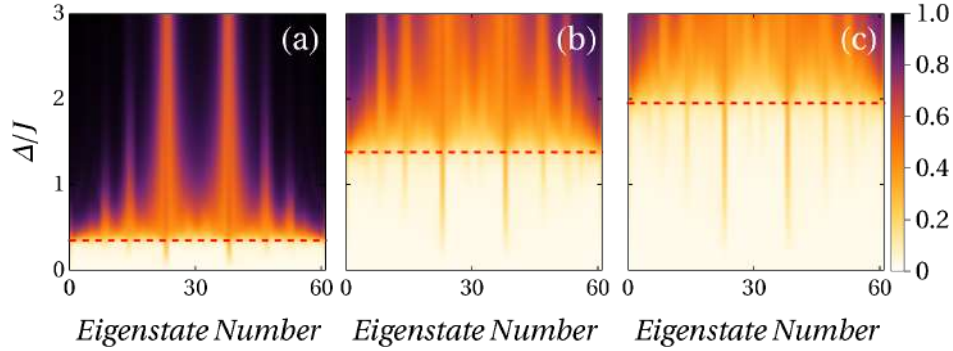 3
2
1
0
Δ/J
(a)
(b)
(c)
1.0
0.8
0.6
0.4
0.2
0
0 30 60
0 30 60
0 30 60
Eigenstate Number
Eigenstate Number
Eigenstate Number